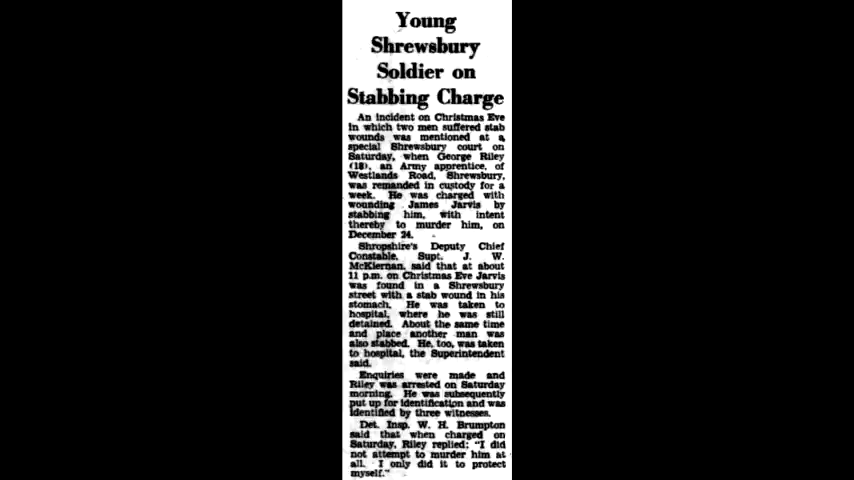 Young
Shrewsbury
Soldier on
Stabbing Charge
An incident on Christmas Eve
in which two men suffered stab
wounds was mentioned at a
special Shrewsbury court on
Saturday, when George Riley
(18), an Army apprentice, of
Westlands Road, Shrewsbury,
was remanded in custody for a
week. He was charged with
wounding James Jarvis by
stabbing him, with intent
thereby to murder him, on
December 24.
Shropshire's Deputy Chief
Constable, Supt. J. W.
McKiernan, said that at about
11 p.m. on Christmas Eve Jarvis
was found in a Shrewsbury
street with a stab wound in his
stomach. He was taken to
hospital, where he was still
detained. About the same time
and place another man was
also stabbed. He, too, was taken
to hospital, the Superintendent
said.
Enquiries were made and
Riley was arrested on Saturday
morning. He was subsequently
put up for identification and was
identified by three witnesses.
Det. Insp. W. H. Brumpton
said that when charged on
Saturday, Riley replied: "I did
not attempt to murder him at
all. I only did it to protect
myself."